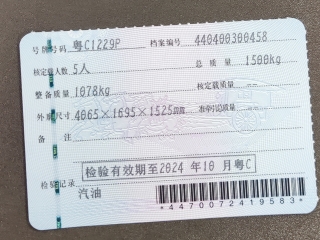 号牌号码 粤C1229P 档案编号 440400300458
核定载人数 5人 总质量 1500kg
整备质量 1078kg 核定载质量 --
外廓尺寸 4065×1695×1525mm 准牵引总质量 --
备注
检验有效期至2024年10月粤C
检验记录
汽油
*4470072419583*